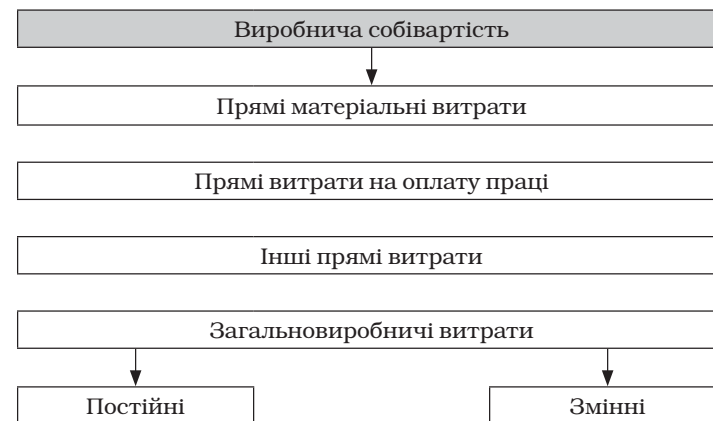 Виробнича собівартість
Прямі матеріальні витрати
Прямі витрати на оплату праці
Інші прямі витрати
Загальновиробничі витрати
Постійні
Змінні